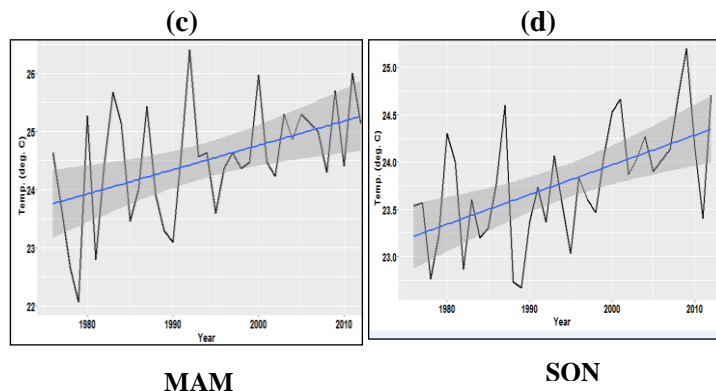 (c)
(d)
Temp. (deg. C)
26
25
24
23
22
1980
1990
2000
2010
Year
Temp. (deg. C)
25.0
24.5
24.0
23.5
23.0
1980
1990
2000
2010
Year
MAM
SON